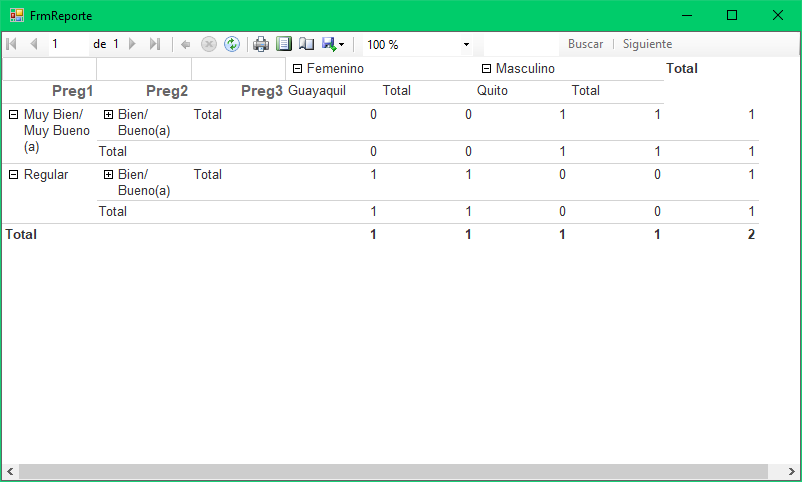 FrmReporte
1 de 1 100 % Buscar Siguiente
Femenino Masculino Total
Preg1 Preg2 Preg3 Guayaquil Total Quito Total
Muy Bien/ Bien/ Total 0 0 1 1 1
Muy Bueno Bueno(a)
(a)
Total 0 0 1 1 1
Regular Bien/ Total 1 1 0 0 1
Bueno(a)
Total 1 1 0 0 1
Total 1 1 1 1 2